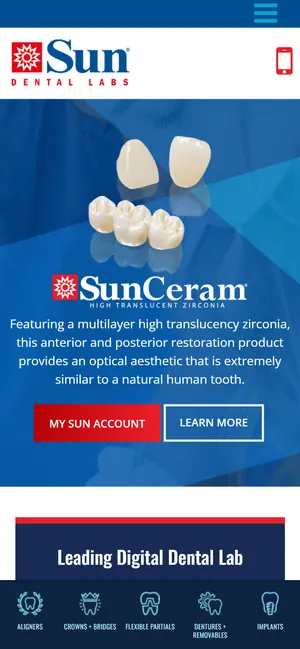 Sun®
DENTAL LABS
SunCeram®
HIGH TRANSLUCENT ZIRCONIA
Featuring a multilayer high translucency zirconia,
this anterior and posterior restoration product
provides an optical aesthetic that is extremely
similar to a natural human tooth.
MY SUN ACCOUNT
LEARN MORE
Leading Digital Dental Lab
ALIGNERS
CROWNS + BRIDGES
FLEXIBLE PARTIALS
DENTURES +
REMOVABLES
IMPLANTS